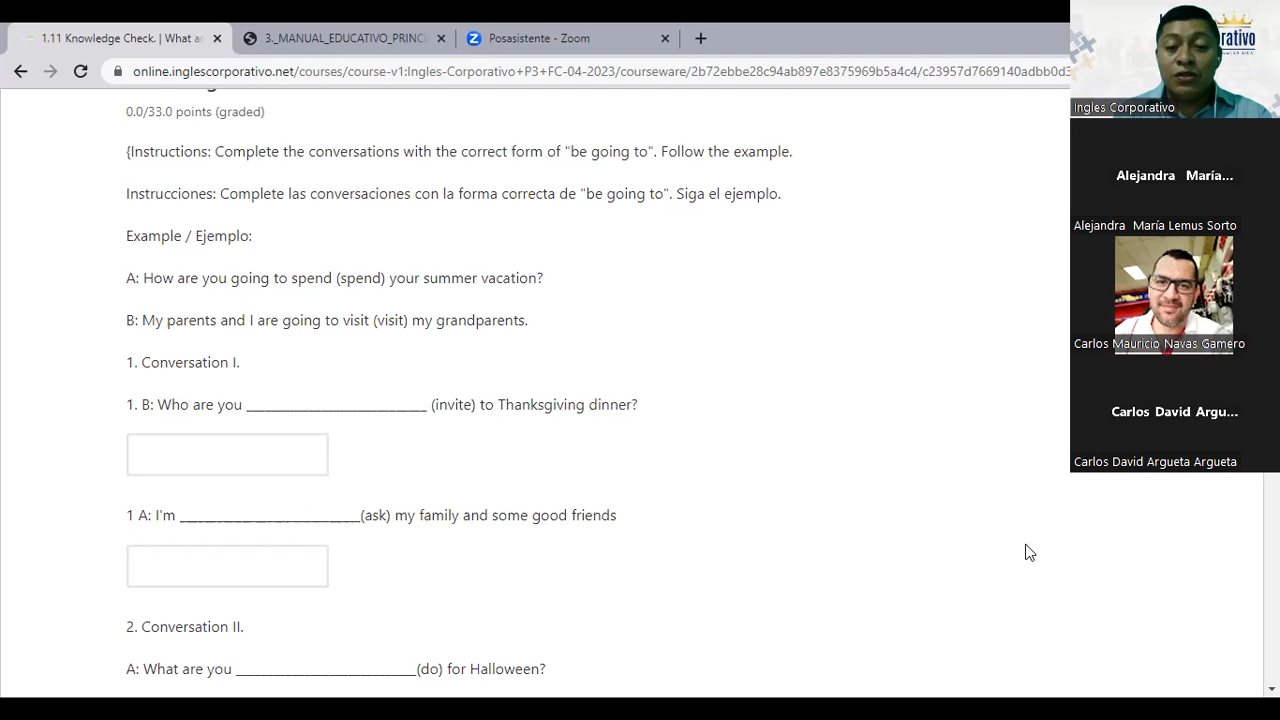 1.11 Knowledge Check. | What a
3._MANUAL_EDUCATIVO_PRINC
Posasistente - Zoom
online.inglescorporativo.net/courses/course-v1:Ingles-Corporativo+P3+FC-04-2023/courseware/2b72ebbe28c94ab897e8375969b5a4c4/c23957d7669140adbb0d3
0.0/33.0 points (graded)
{Instructions: Complete the conversations with the correct form of "be going to". Follow the example.
Instrucciones: Complete las conversaciones con la forma correcta de "be going to". Siga el ejemplo.
Example / Ejemplo:
A: How are you going to spend (spend) your summer vacation?
B: My parents and I are going to visit (visit) my grandparents.
1. Conversation I.
1. B: Who are you ____________________________ (invite) to Thanksgiving dinner?
1 A: I'm ____________________________(ask) my family and some good friends
2. Conversation II.
A: What are you ____________________________(do) for Halloween?
Ingles Corporativo
Alejandra María...
Alejandra María Lemus Sorto
Carlos Mauricio Navas Gamero
Carlos David Argu...
Carlos David Argueta Argueta